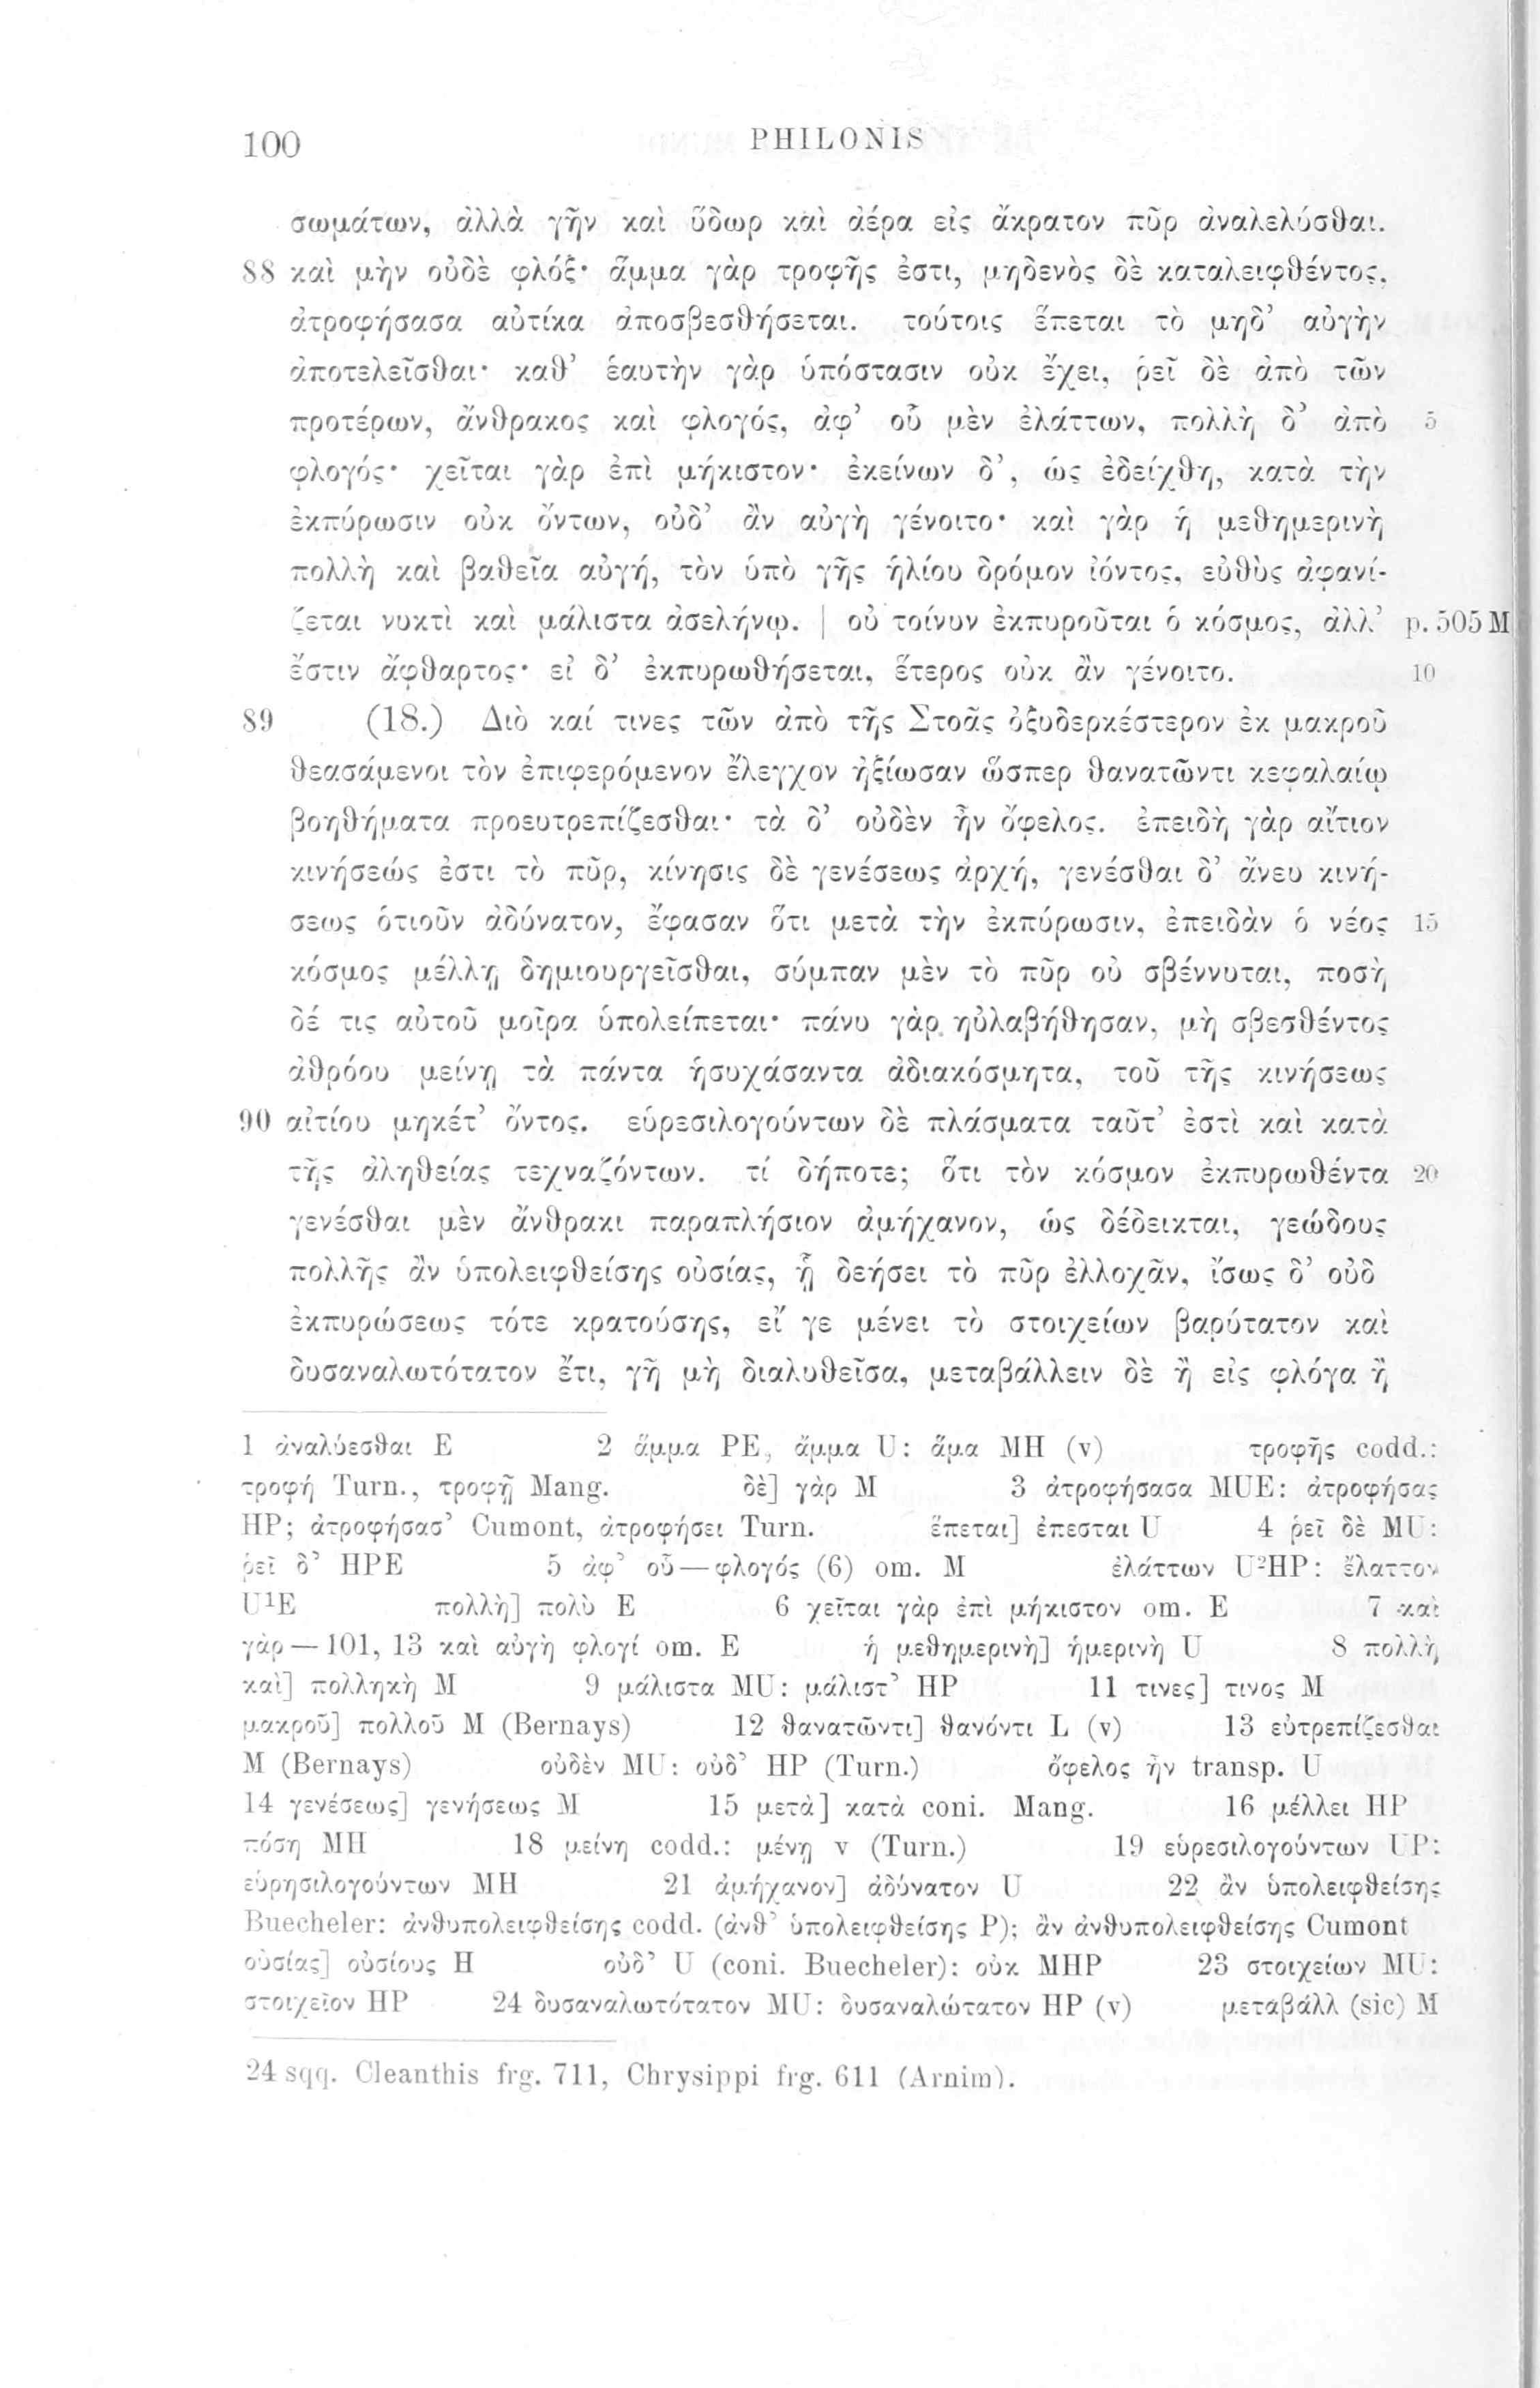 100 PHILONIS
σωμάτων, ἀλλὰ γῆν καὶ ὕδωρ καὶ ἀέρα εἰς ἄκρατον πῦρ ἀναλελύσθαι.
88 καὶ μὴν οὐδὲ φλόξ· ἅμμα γὰρ τροφῆς ἐστι, μηδενὸς δὲ καταλειφθέντος,
ἀτροφήσασα αὐτίκα ἀποσβεσθήσεται. τούτοις ἕπεται τὸ μηδ’ αὐγὴν
ἀποτελεῖσθαι· καθ’ ἑαυτὴν γὰρ ὑπόστασιν οὐκ ἔχει, ῥεῖ δὲ ἀπὸ τῶν
προτέρων, ἄνθρακος καὶ φλογός, ἀφ’ οὗ μὲν ἐλάττων, πολλὴ δ’ ἀπὸ 5
φλογός· χεῖται γὰρ ἐπὶ μήκιστον· ἐκείνων δ’, ὡς ἐδείχθη, κατὰ τὴν
ἐκπύρωσιν οὐκ ὄντων, οὐδ’ ἂν αὐγὴ γένοιτο· καὶ γὰρ ἡ μεθημερινὴ
πολλὴ καὶ βαθεῖα αὐγή, τὸν ὑπὸ γῆς ἡλίου δρόμον ἰόντος, εὐθὺς ἀφανί-
ζεται νυκτὶ καὶ μάλιστα ἀσελήνῳ. | οὐ τοίνυν ἐκπυροῦται ὁ κόσμος, ἀλλ’ p. 505 M
ἔστιν ἄφθαρτος· εἰ δ’ ἐκπυρωθήσεται, ἕτερος οὐκ ἂν γένοιτο. 10
89 (18.) Διὸ καί τινες τῶν ἀπὸ τῆς Στοᾶς ὀξυδερκέστερον ἐκ μακροῦ
θεασάμενοι τὸν ἐπιφερόμενον ἔλεγχον ἠξίωσαν ὥσπερ θανατῶντι κεφαλαίῳ
βοηθήματα προευτρεπίζεσθαι· τὰ δ’ οὐδὲν ἦν ὄφελος. ἐπειδὴ γὰρ αἴτιον
κινήσεώς ἐστι τὸ πῦρ, κίνησις δὲ γενέσεως ἀρχή, γενέσθαι δ’ ἄνευ κινή-
σεως ὁτιοῦν ἀδύνατον, ἔφασαν ὅτι μετὰ τὴν ἐκπύρωσιν, ἐπειδὰν ὁ νέος 15
κόσμος μέλλῃ δημιουργεῖσθαι, σύμπαν μὲν τὸ πῦρ οὐ σβέννυται, ποσὴ
δέ τις αὐτοῦ μοῖρα ὑπολείπεται· πάνυ γὰρ ηὐλαβήθησαν, μὴ σβεσθέντος
ἀθρόου μείνῃ τὰ πάντα ἡσυχάσαντα ἀδιακόσμητα, τοῦ τῆς κινήσεως
90 αἰτίου μηκέτ’ ὄντος. εὑρεσιλογούντων δὲ πλάσματα ταῦτ’ ἐστὶ καὶ κατὰ
τῆς ἀληθείας τεχναζόντων. τί δήποτε; ὅτι τὸν κόσμον ἐκπυρωθέντα 20
γενέσθαι μὲν ἄνθρακι παραπλήσιον ἀμήχανον, ὡς δέδεικται, γεώδους
πολλῆς ἂν ὑπολειφθείσης οὐσίας, ᾗ δεήσει τὸ πῦρ ἐλλοχᾶν, ἴσως δ’ οὐδ
ἐκπυρώσεως τότε κρατούσης, εἴ γε μένει τὸ στοιχείων βαρύτατον καὶ
δυσαναλωτότατον ἔτι, γῆ μὴ διαλυθεῖσα, μεταβάλλειν δὲ ἢ εἰς φλόγα ἢ
1 ἀναλύεσθαι E 2 ἅμμα PE, ἄμμα U: ἅμα MH (v) τροφῆς codd.:
τροφή Turn., τροφῇ Mang. δὲ] γὰρ M 3 ἀτροφήσασα MUE: ἀτροφήσας
HP; ἀτροφήσασ’ Cumont, ἀτροφήσει Turn. ἕπεται] ἐπεσται U 4 ῥεῖ δὲ MU:
ῥεῖ δ’ HPE 5 ἀφ’ οὗ — φλογός (6) om. M ἐλάττων U²HP: ἔλαττον
U¹E πολλὴ] πολὺ E 6 χεῖται γὰρ ἐπὶ μήκιστον om. E 7 καὶ
γὰρ — 101, 13 καὶ αὐγὴ φλογί om. E ἡ μεθημερινὴ] ἡμερινὴ U 8 πολλὴ
καὶ] πολληκὴ M 9 μάλιστα MU: μάλιστ’ HP 11 τινες] τινος M
μακροῦ] πολλοῦ M (Bernays) 12 θανατῶντι] θανόντι L (v) 13 εὐτρεπίζεσθαι
M (Bernays) οὐδὲν MU: οὐδ’ HP (Turn.) ὄφελος ἦν transp. U
14 γενέσεως] γενήσεως M 15 μετὰ] κατὰ coni. Mang. 16 μέλλει HP
πόση MH 18 μείνη codd.: μένῃ v (Turn.) 19 εὑρεσιλογούντων UP:
εὑρησιλογούντων MH 21 ἀμήχανον] ἀδύνατον U 22 ἂν ὑπολειφθείσης
Buecheler: ἀνθυπολειφθείσης codd. (ἀνθ’ ὑπολειφθείσης P); ἂν ἀνθυπολειφθείσης Cumont
οὐσίας] οὐσίους H οὐδ’ U (coni. Buecheler): οὐκ MHP 23 στοιχείων MU:
στοιχεῖον HP 24 δυσαναλωτότατον MU: δυσαναλώτατον HP (v) μεταβάλλ (sic) M
24 sqq. Cleanthis frg. 711, Chrysippi frg. 611 (Arnim).